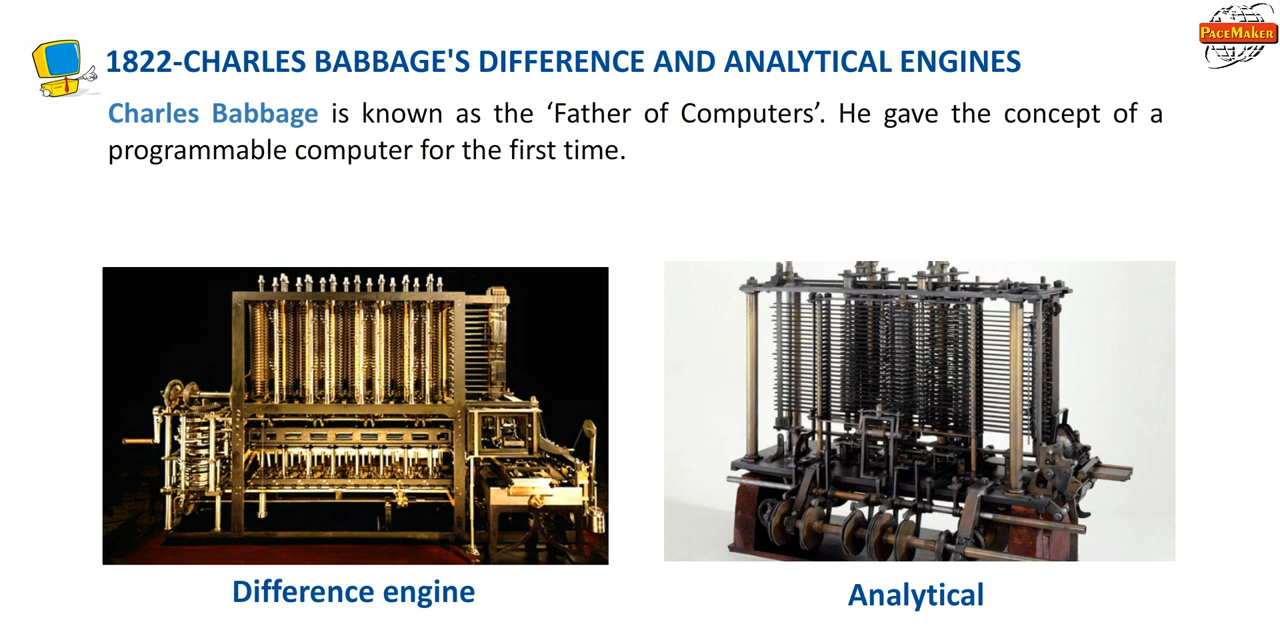 PACEMAKER
1822-CHARLES BABBAGE'S DIFFERENCE AND ANALYTICAL ENGINES
Charles Babbage is known as the ‘Father of Computers’. He gave the concept of a
programmable computer for the first time.
Difference engine
Analytical